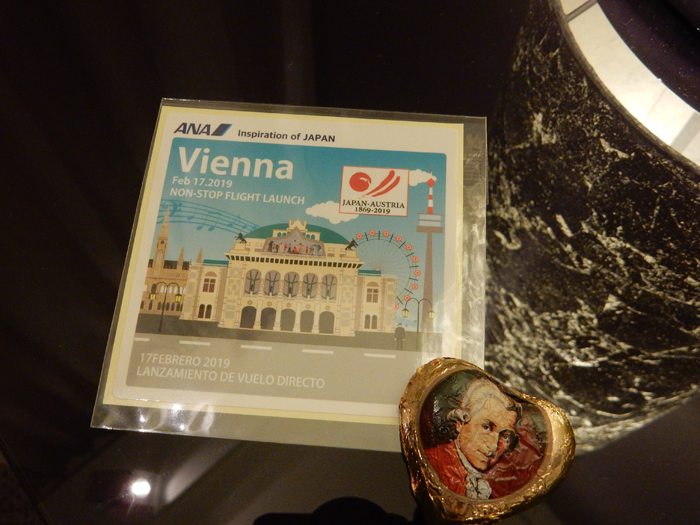 ANA Inspiration of JAPAN
Vienna
Feb 17.2019
NON-STOP FLIGHT LAUNCH
JAPAN-AUSTRIA
1869-2019
17FEBRERO 2019
LANZAMIENTO DE VUELO DIRECTO